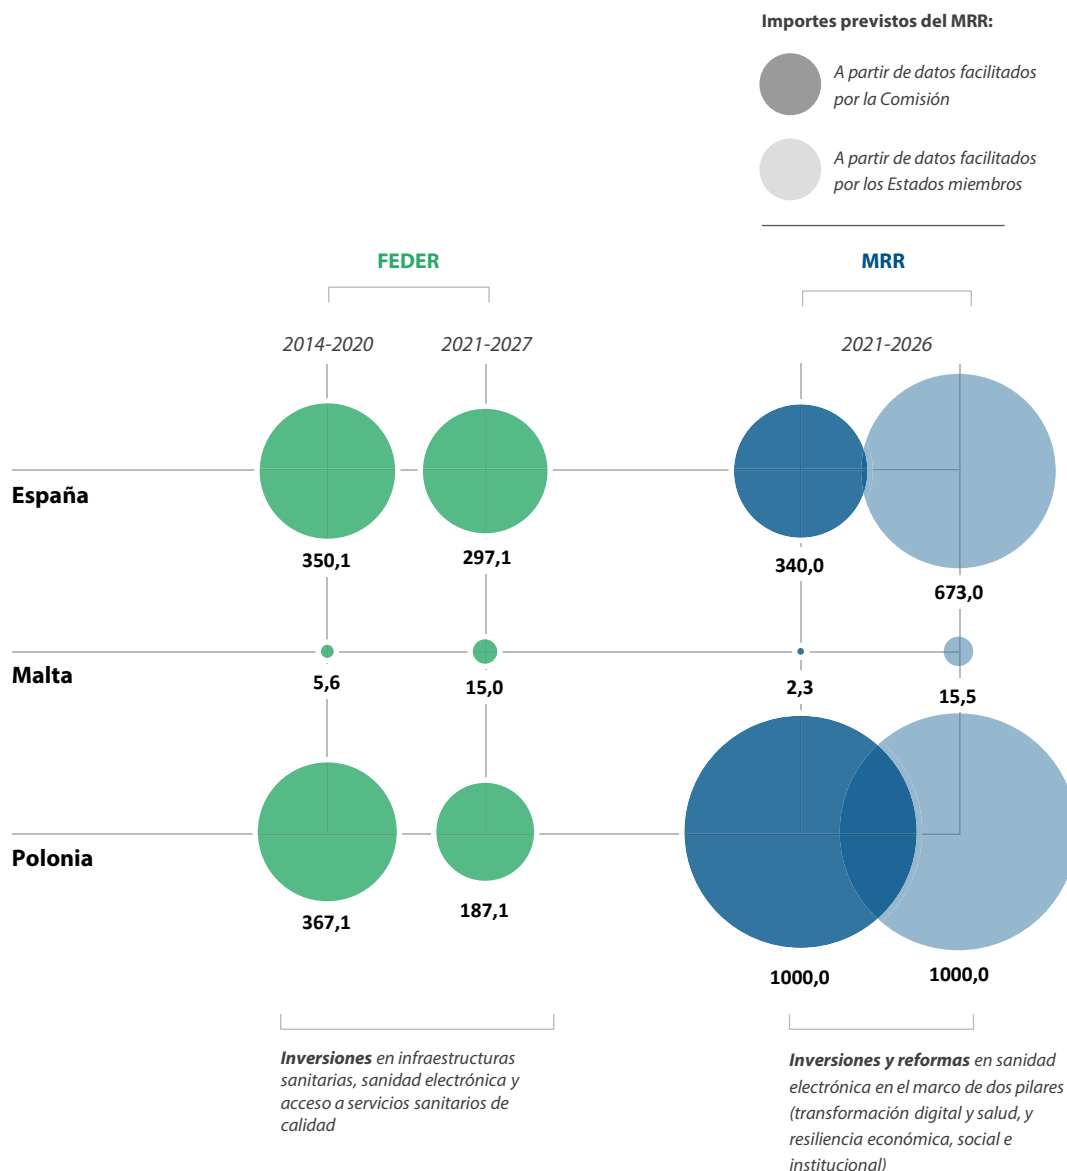 Importes previstos del MRR:
A partir de datos facilitados
por la Comisión
A partir de datos facilitados
por los Estados miembros
FEDER
MRR
2014-2020
2021-2027
2021-2026
España
350,1
297,1
340,0
673,0
Malta
5,6
15,0
2,3
15,5
Polonia
367,1
187,1
1000,0
1000,0
Inversiones en infraestructuras
sanitarias, sanidad electrónica y
acceso a servicios sanitarios de
calidad
Inversiones y reformas en sanidad
electrónica en el marco de dos pilares
(transformación digital y salud, y
resiliencia económica, social e
institucional)